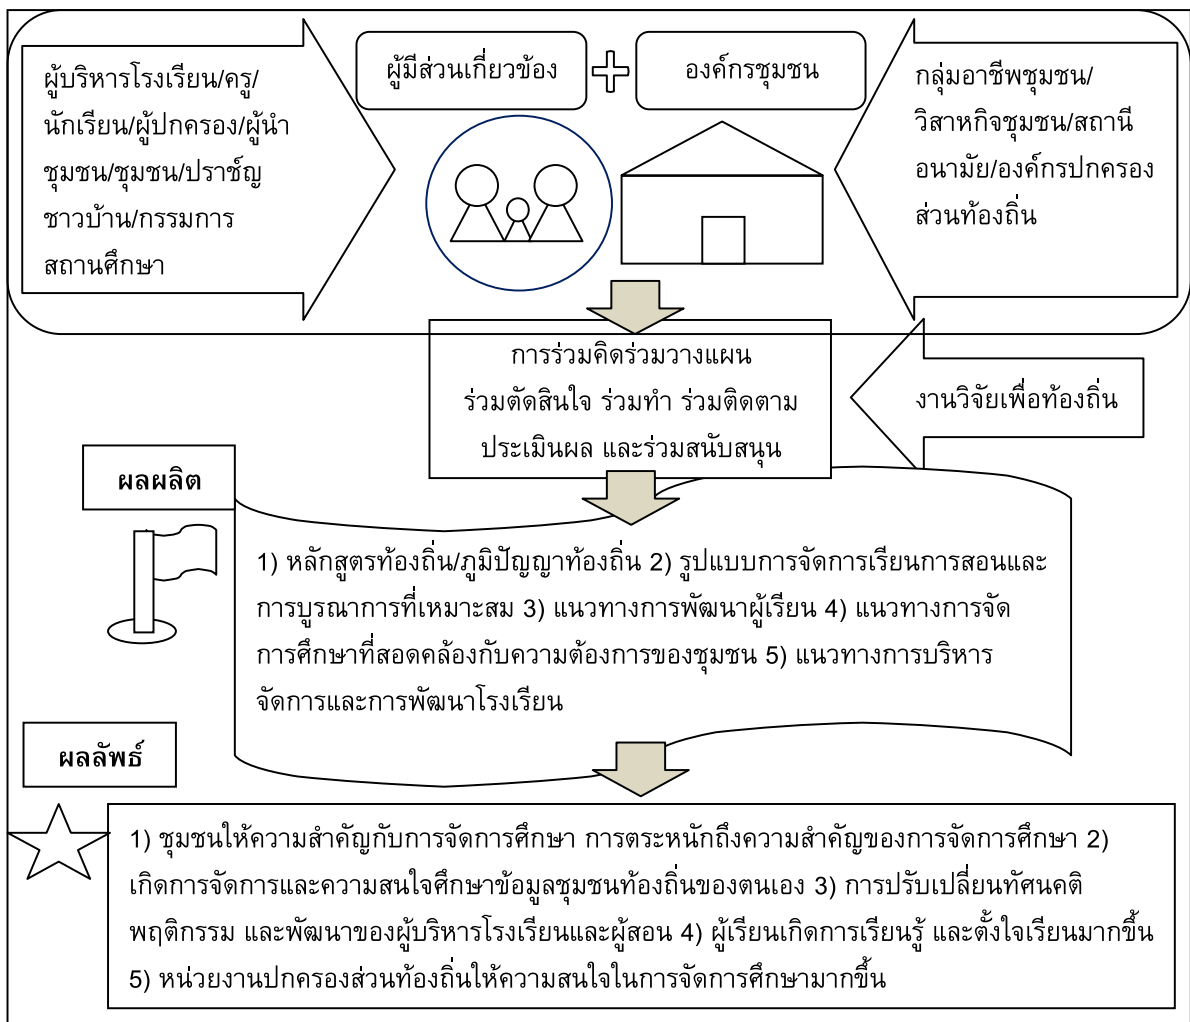 ผู้มีส่วนเกี่ยวข้อง
องค์กรชุมชน
ผู้บริหารโรงเรียน/ครู/
นักเรียน/ผู้ปกครอง/ผู้นำ
ชุมชน/ชุมชน/ปราชญ์
ชาวบ้าน/กรรมการ
สถานศึกษา
กลุ่มอาชีพชุมชน/
วิสาหกิจชุมชน/สถานี
อนามัย/องค์กรปกครอง
ส่วนท้องถิ่น
การร่วมคิดร่วมวางแผน
ร่วมตัดสินใจ ร่วมทำ ร่วมติดตาม
ประเมินผล และร่วมสนับสนุน
งานวิจัยเพื่อท้องถิ่น
ผลผลิต
1) หลักสูตรท้องถิ่น/ภูมิปัญญาท้องถิ่น 2) รูปแบบการจัดการเรียนการสอนและ
การบูรณาการที่เหมาะสม 3) แนวทางการพัฒนาผู้เรียน 4) แนวทางการจัด
การศึกษาที่สอดคล้องกับความต้องการของชุมชน 5) แนวทางการบริหาร
จัดการและการพัฒนาโรงเรียน
ผลลัพธ์
1) ชุมชนให้ความสำคัญกับการจัดการศึกษา การตระหนักถึงความสำคัญของการจัดการศึกษา 2)
เกิดการจัดการและความสนใจศึกษาข้อมูลชุมชนท้องถิ่นของตนเอง 3) การปรับเปลี่ยนทัศนคติ
พฤติกรรม และพัฒนาของผู้บริหารโรงเรียนและผู้สอน 4) ผู้เรียนเกิดการเรียนรู้ และตั้งใจเรียนมากขึ้น
5) หน่วยงานปกครองส่วนท้องถิ่นให้ความสนใจในการจัดการศึกษามากขึ้น